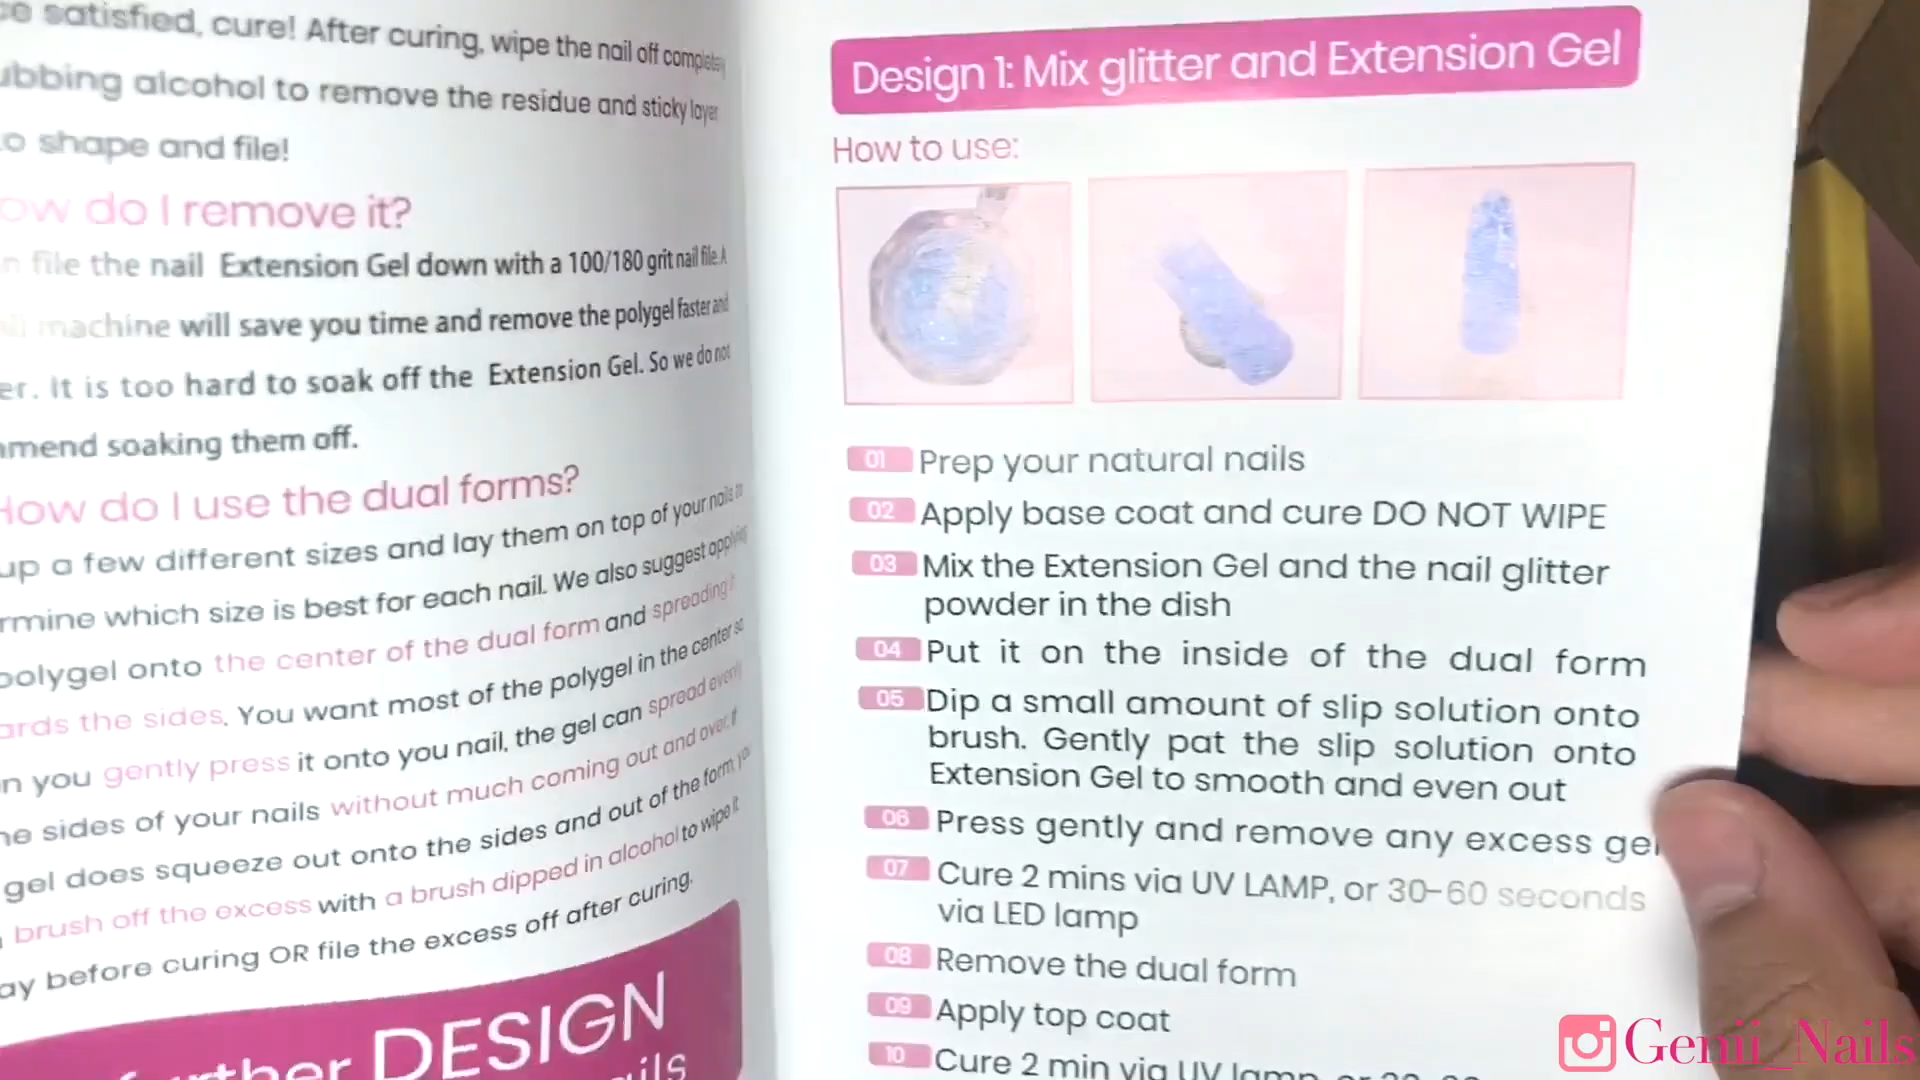 satisfied, cure! After curing, wipe the nail off completely
alcohol to remove the residue and sticky layer
shape and file!
do I remove it?
file the nail Extension Gel down with a 100/180 grit nail file. A
machine will save you time and remove the polygel faster and
It is too hard to soak off the Extension Gel. So we do not
soaking them off.
How do I use the dual forms?
up a few different sizes and lay them on top of your nails to
which size is best for each nail. We also suggest applying
polygel onto the center of the dual form and spreading it
the sides. You want most of the polygel in the center so
you gently press it onto you nail, the gel can spread evenly
sides of your nails without much coming out and over. If
gel does squeeze out onto the sides and out of the form, you
brush off the excess with a brush dipped in alcohol to wipe it
before curing OR file the excess off after curing.
DESIGN
Design 1: Mix glitter and Extension Gel
How to use:
01 Prep your natural nails
02 Apply base coat and cure DO NOT WIPE
03 Mix the Extension Gel and the nail glitter
powder in the dish
04 Put it on the inside of the dual form
05 Dip a small amount of slip solution onto
brush. Gently pat the slip solution onto
Extension Gel to smooth and even out
06 Press gently and remove any excess gel
07 Cure 2 mins via UV LAMP, or 30-60 seconds
via LED lamp
08 Remove the dual form
09 Apply top coat
10 Cure 2 min via UV lamp, or
Genii_Nails